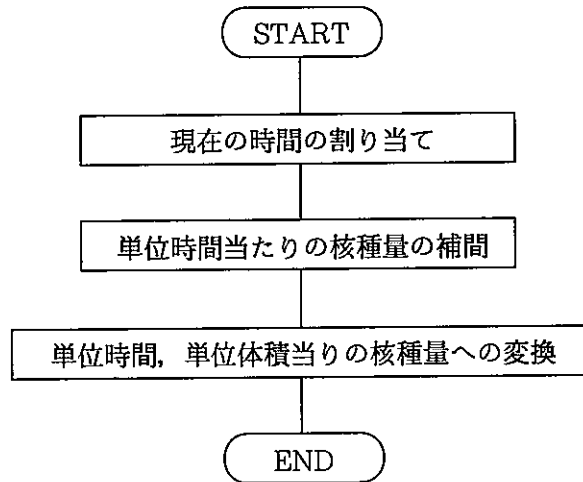 START
現在の時間の割り当て
単位時間当たりの核種量の補間
単位時間，単位体積当りの核種量への変換
END